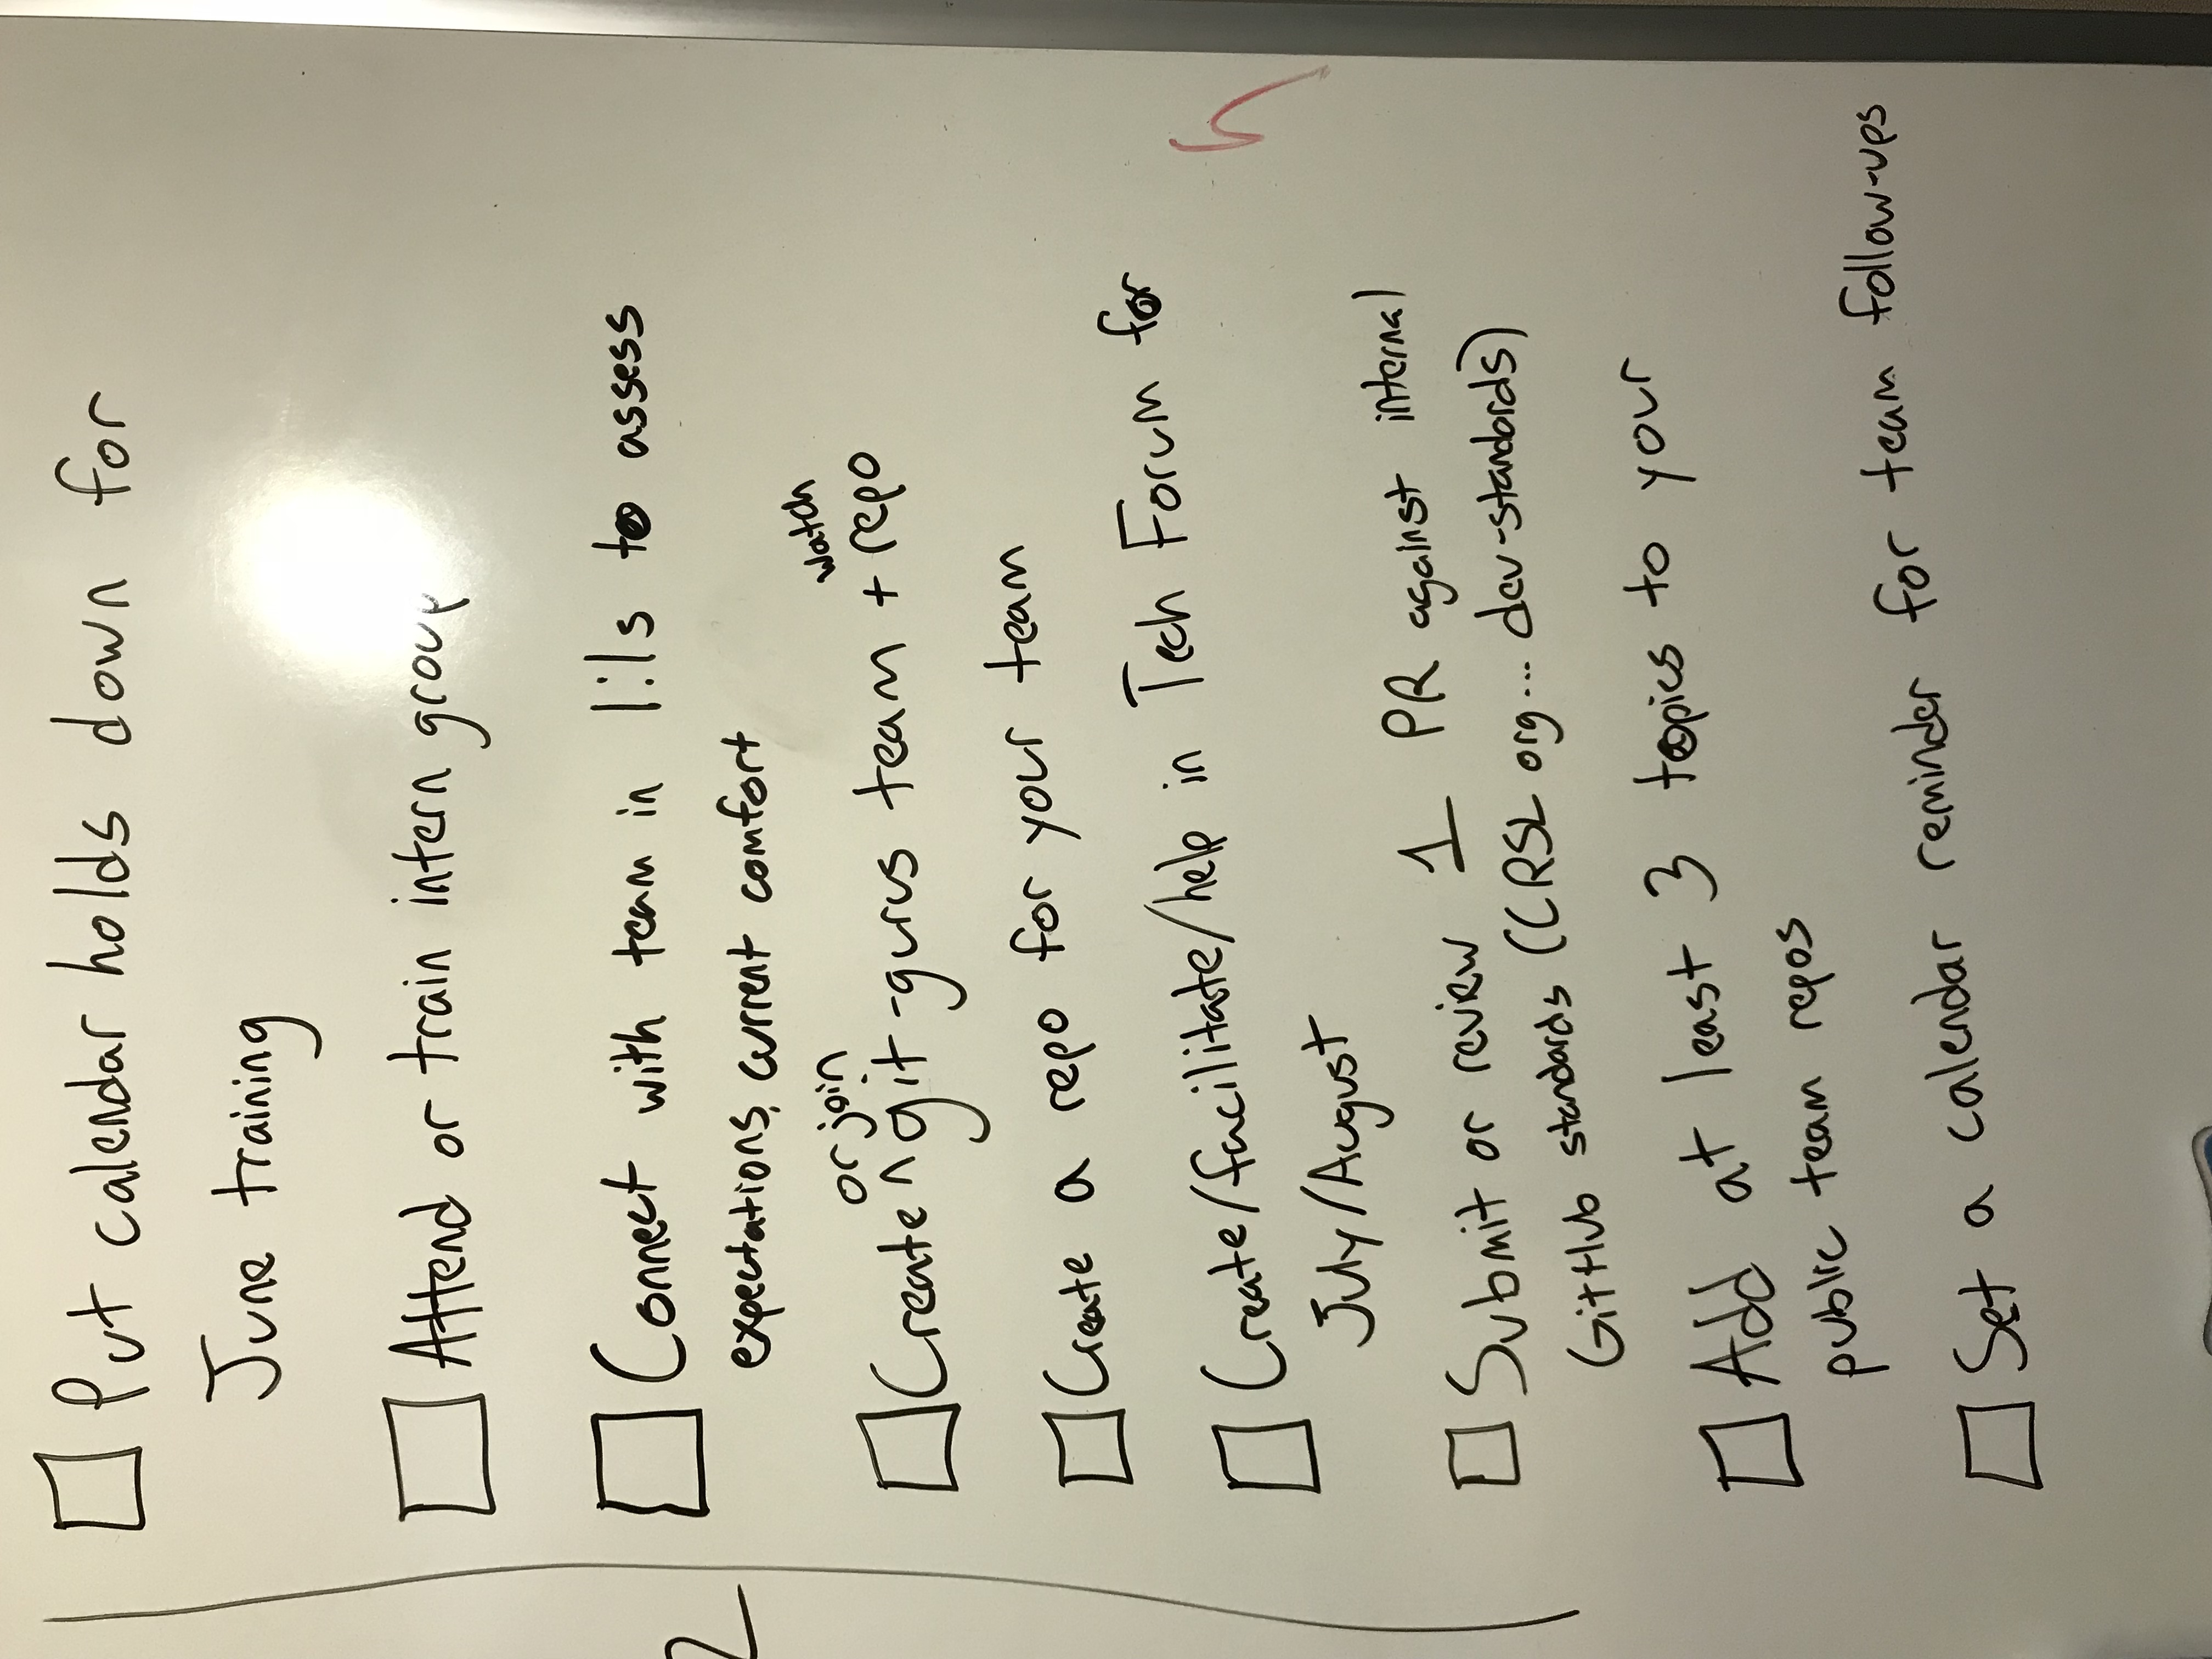 Put calendar holds down for
June training
Attend or train intern group
Connect with team in 1:1s to assess
expectations, current comfort
or join
watch
Create ^ git-gurus team + repo
Create a repo for your team
Create/facilitate/help in Tech Forum for
July/August
Submit or review 1 PR against internal
GitHub standards (CRSL org... dev-standards)
Add at least 3 topics to your
public team repos
Set a calendar reminder for team follow-ups
2